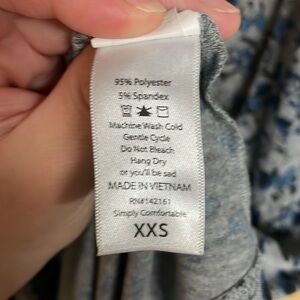 95% Polyester
5% Spandex
Machine Wash Cold
Gentle Cycle
Do Not Bleach
Hang Dry
or you'll be sad
MADE IN VIETNAM
RN#142161
Simply Comfortable
XXS